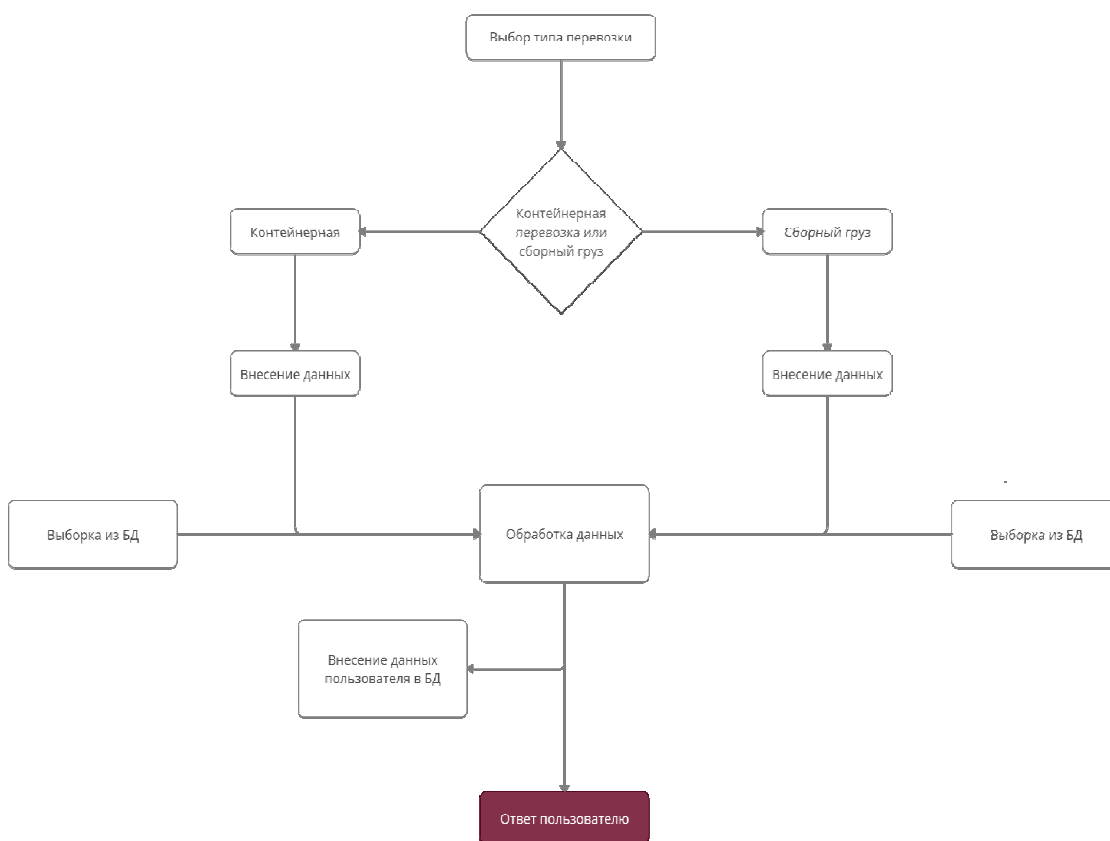 Выбор типа перевозки
Контейнерная
перевозка или
сборный груз
Контейнерная
Сборный груз
Внесение данных
Внесение данных
Выборка из БД
Обработка данных
Выборка из БД
Внесение данных
пользователя в БД
Ответ пользователю